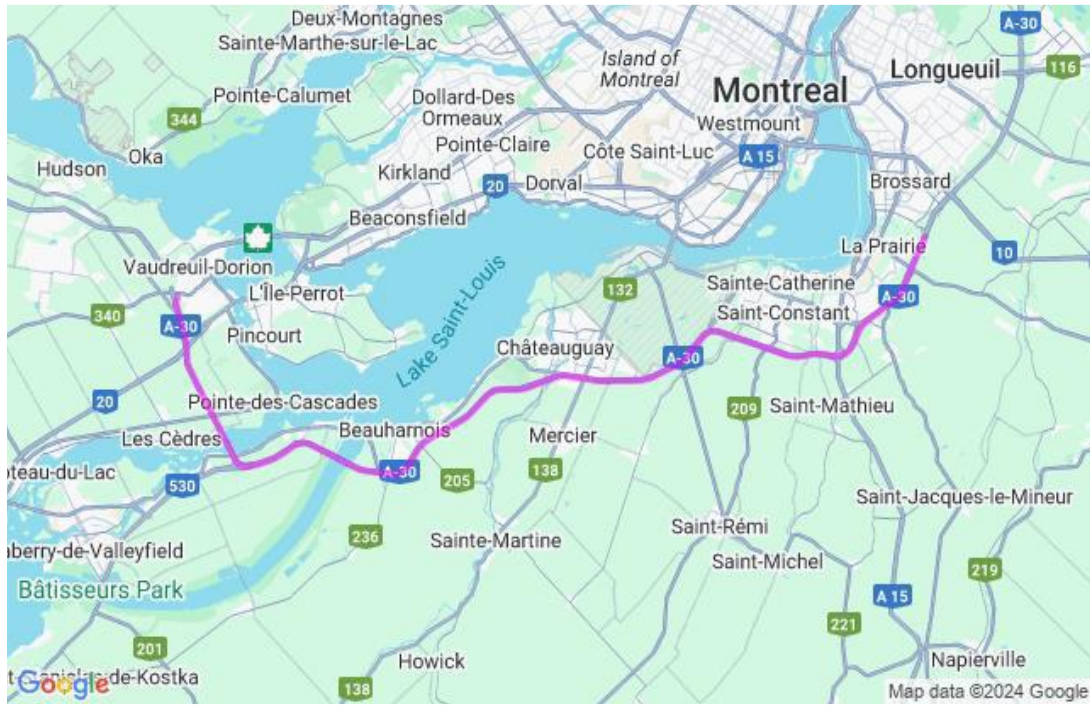 Deux-Montagnes
Sainte-Marthe-sur-le-Lac
A-30
Island of
Montreal
Longueuil
116
Pointe-Calumet
Dollard-Des
Ormeaux
Montreal
344
Westmount
Oka
Pointe-Claire
Côte Saint-Luc
A 15
Hudson
Kirkland
20
Dorval
Brossard
Beaconsfield
Vaudreuil-Dorion
La Prairie
10
L'Île-Perrot
132
Sainte-Catherine
340
A-30
A-30
Saint-Constant
Pincourt
Lake Saint-Louis
Châteauguay
A-30
20
Pointe-des-Cascades
209
Saint-Mathieu
Les Cèdres
Beauharnois
Mercier
oteau-du-Lac
A-30
205
138
530
Saint-Jacques-le-Mineur
236
Sainte-Martine
Saint-Rémi
aberry-de-Valleyfield
Saint-Michel
219
Bâtisseurs Park
A 15
221
201
Howick
Napierville
de-Kostka
138
Google
Map data ©2024 Google